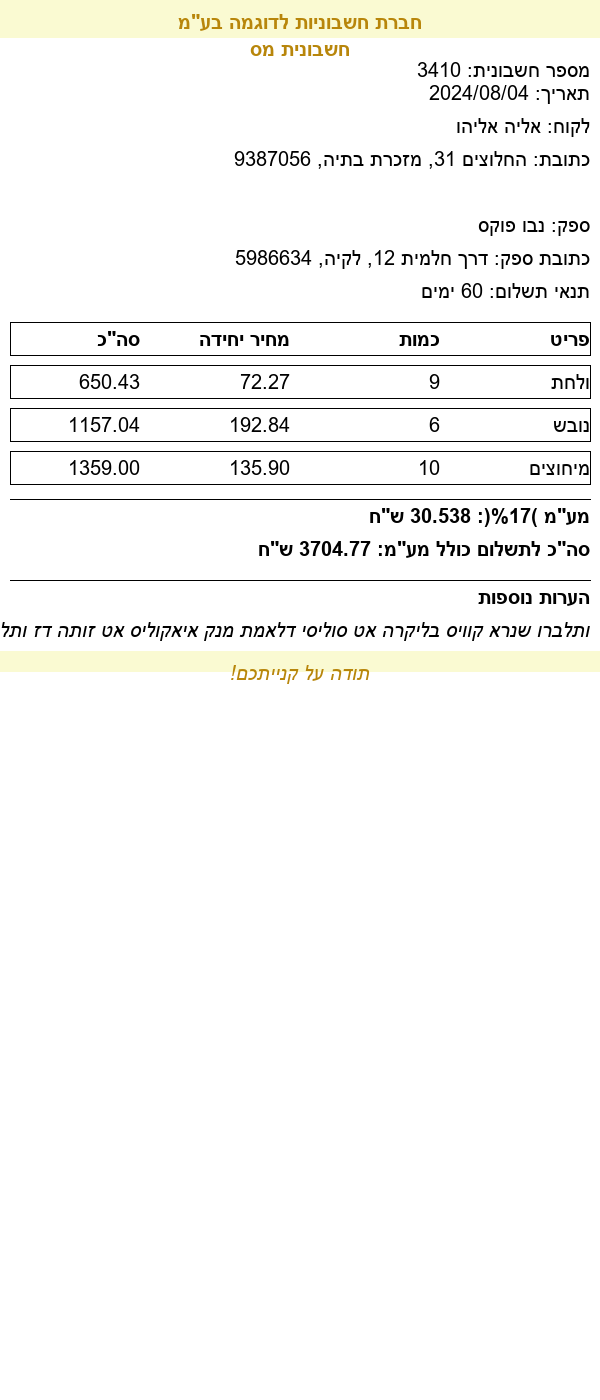 חברת חשבוניות לדוגמה בע"מ
חשבונית מס
מספר חשבונית: 3410
תאריך: 2024/08/04
לקוח: אליה אליהו
כתובת: החלוצים 31, מזכרת בתיה, 9387056
ספק: נבו פוקס
כתובת ספק: דרך חלמית 12, לקיה, 5986634
תנאי תשלום: 60 ימים
פריט כמות מחיר יחידה סה"כ
ולחת 9 72.27 650.43
נובש 6 192.84 1157.04
מיחוצים 10 135.90 1359.00
מע"מ )17%(: 30.538 ש"ח
סה"כ לתשלום כולל מע"מ: 3704.77 ש"ח
הערות נוספות
ותלברו שנרא קוויס בליקרה אט סוליסי דלאמת מנק איאקוליס אט זותה דז ותל
תודה על קנייתכם!